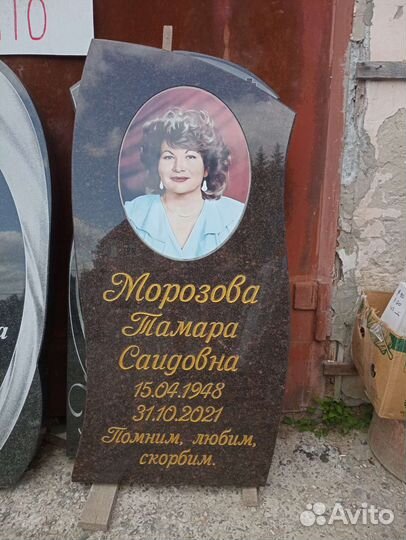 Морозова
Тамара
Саидовна
15.04.1948
31.10.2021
Помним, любим,
скорбим.
Avito